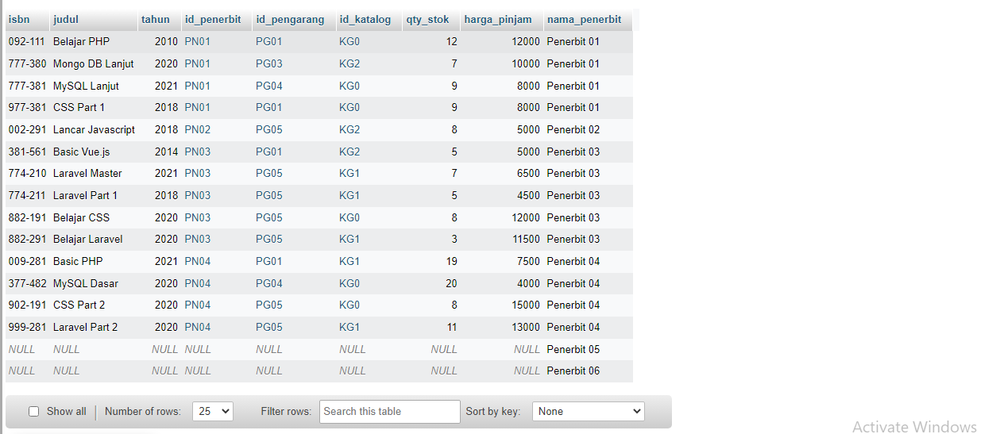 isbn judul tahun id_penerbit id_pengarang id_katalog qty_stok harga_pinjam nama_penerbit
092-111 Belajar PHP 2010 PN01 PG01 KG0 12 12000 Penerbit 01
777-380 Mongo DB Lanjut 2020 PN01 PG03 KG2 7 10000 Penerbit 01
777-381 MySQL Lanjut 2021 PN01 PG04 KG0 9 8000 Penerbit 01
977-381 CSS Part 1 2018 PN01 PG01 KG0 9 8000 Penerbit 01
002-291 Lancar Javascript 2018 PN02 PG05 KG2 8 5000 Penerbit 02
381-561 Basic Vue.js 2014 PN03 PG01 KG2 5 5000 Penerbit 03
774-210 Laravel Master 2021 PN03 PG05 KG1 7 6500 Penerbit 03
774-211 Laravel Part 1 2018 PN03 PG05 KG1 5 4500 Penerbit 03
882-191 Belajar CSS 2020 PN03 PG05 KG0 8 12000 Penerbit 03
882-291 Belajar Laravel 2020 PN03 PG05 KG1 3 11500 Penerbit 03
009-281 Basic PHP 2021 PN04 PG01 KG1 19 7500 Penerbit 04
377-482 MySQL Dasar 2020 PN04 PG04 KG0 20 4000 Penerbit 04
902-191 CSS Part 2 2020 PN04 PG05 KG0 8 15000 Penerbit 04
999-281 Laravel Part 2 2020 PN04 PG05 KG1 11 13000 Penerbit 04
NULL NULL NULL NULL NULL NULL NULL NULL Penerbit 05
NULL NULL NULL NULL NULL NULL NULL NULL Penerbit 06
Show all Number of rows: 25 Filter rows: Search this table Sort by key: None
Activate Windows